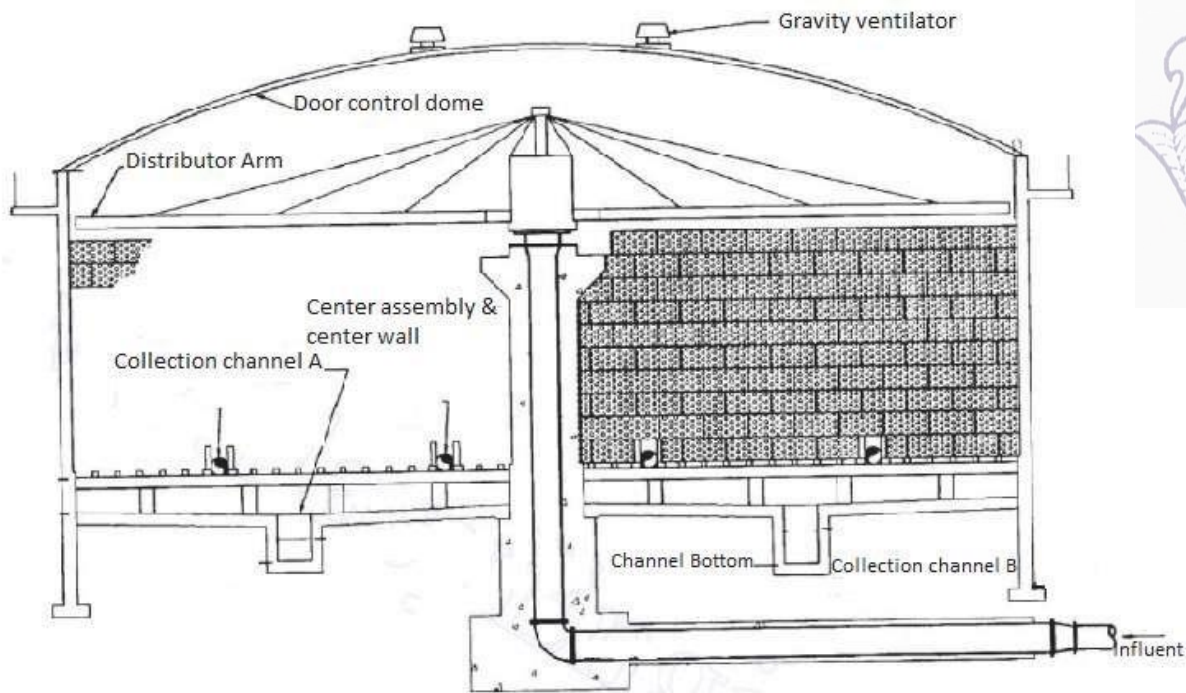 Gravity ventilator
Door control dome
Distributor Arm
Center assembly &
center wall
Collection channel A
Channel Bottom
Collection channel B
Influent